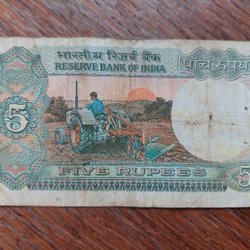 भारतीय रिज़र्व बैंक
RESERVE BANK OF INDIA
पांच रुपये
5
FIVE RUPEES
5